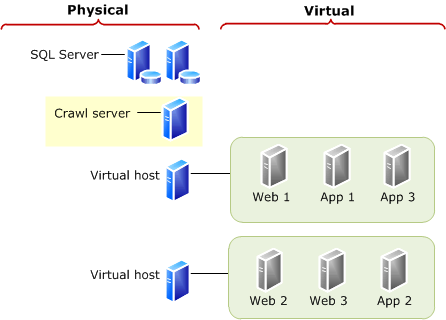 Physical
Virtual
SQL Server
Crawl server
Virtual host
Web 1
App 1
App 3
Virtual host
Web 2
Web 3
App 2